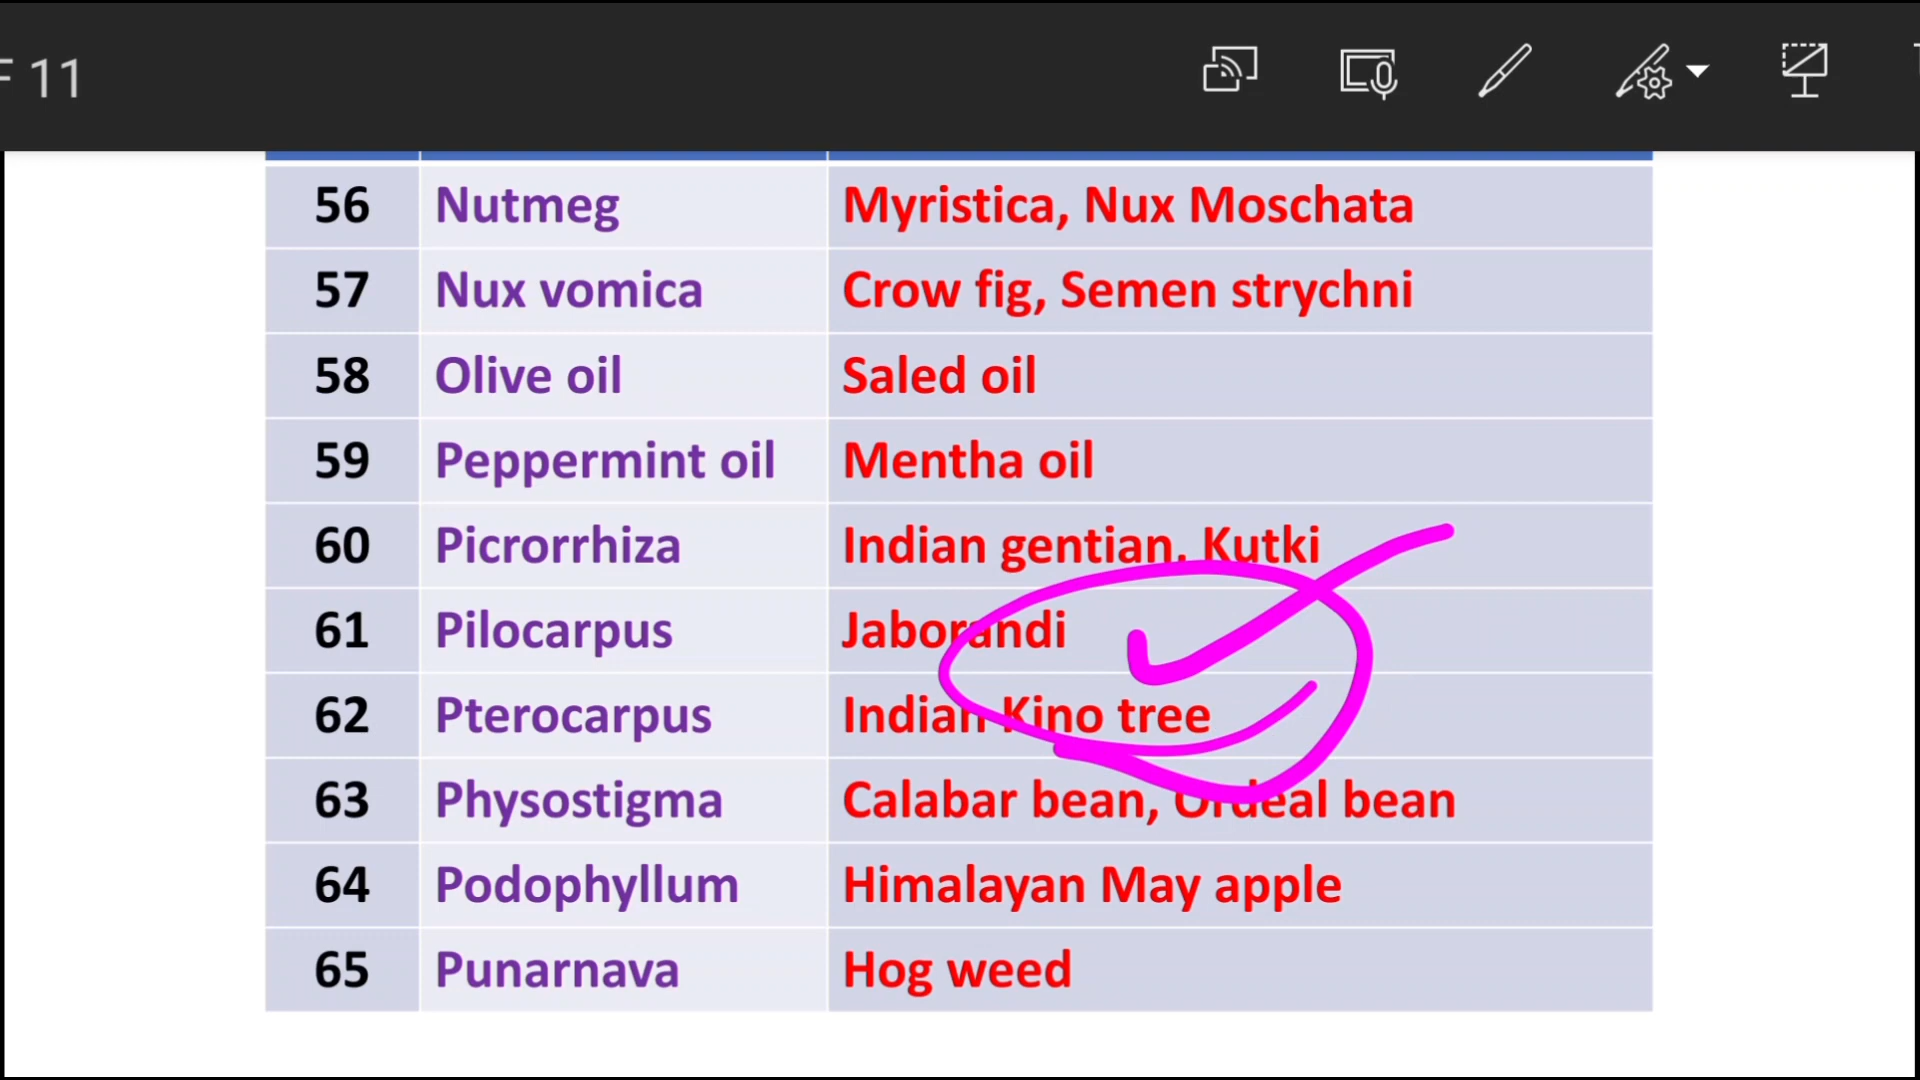 F 11
56 Nutmeg Myristica, Nux Moschata
57 Nux vomica Crow fig, Semen strychni
58 Olive oil Saled oil
59 Peppermint oil Mentha oil
60 Picrorrhiza Indian gentian, Kutki
61 Pilocarpus Jaborandi
62 Pterocarpus Indian Kino tree
63 Physostigma Calabar bean, Ordeal bean
64 Podophyllum Himalayan May apple
65 Punarnava Hog weed